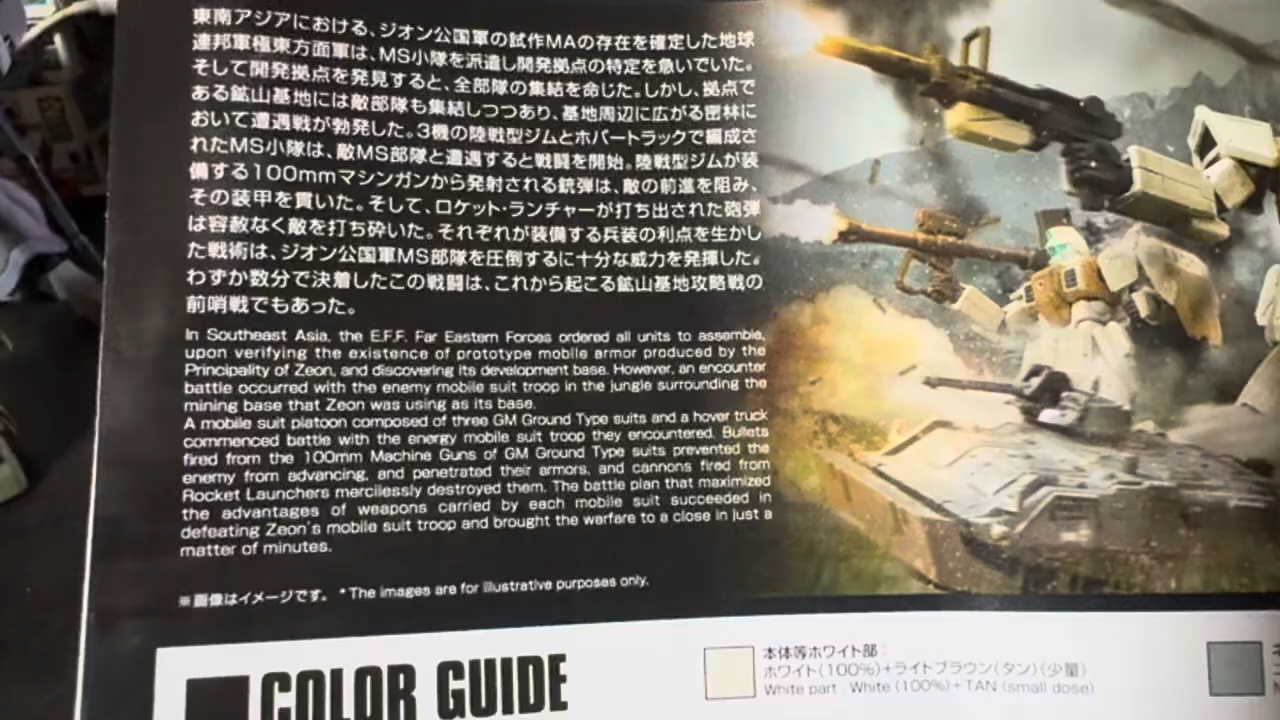 東南アジアにおける、ジオン公国軍の試作MAの存在を確定した地球
連邦軍極東方面軍は、MS小隊を派遣し開発拠点の特定を急いでいた。
そして開発拠点を発見すると、全部隊の集結を命じた。しかし、拠点で
ある鉱山基地には敵部隊も集結しつつあり、基地周辺に広がる密林に
おいて遭遇戦が勃発した。3機の陸戦型ジムとホバートラックで編成さ
れたMS小隊は、敵MS部隊と遭遇すると戦闘を開始。陸戦型ジムが装
備する100mmマシンガンから発射される銃弾は、敵の前進を阻み、
その装甲を貫いた。そして、ロケット・ランチャーが打ち出された砲弾
は容赦なく敵を打ち砕いた。それぞれが装備する兵装の利点を生かし
た戦術は、ジオン公国軍MS部隊を圧倒するに十分な威力を発揮した。
わずか数分で決着したこの戦闘は、これから起こる鉱山基地攻略戦の
前哨戦でもあった。
In Southeast Asia, the E.F.F. Far Eastern Forces ordered all units to assemble,
upon verifying the existence of prototype mobile armor produced by the
Principality of Zeon, and discovering its development base. However, an encounter
battle occurred with the enemy mobile suit troop in the jungle surrounding the
mining base that Zeon was using as its base.
A mobile suit platoon composed of three GM Ground Type suits and a hover truck
commenced battle with the energy mobile suit troop they encountered. Bullets
fired from the 100mm Machine Guns of GM Ground Type suits prevented the
enemy from advancing, and penetrated their armors, and cannons fired from
Rocket Launchers mercilessly destroyed them. The battle plan that maximized
the advantages of weapons carried by each mobile suit succeeded in
defeating Zeon's mobile suit troop and brought the warfare to a close in just a
matter of minutes.
※画像はイメージです。 *The images are for illustrative purposes only.
COLOR GUIDE
本体等ホワイト部:
ホワイト(100%)+ライトブラウン(タン)(少量)
White part : White (100%)+TAN (small dose)